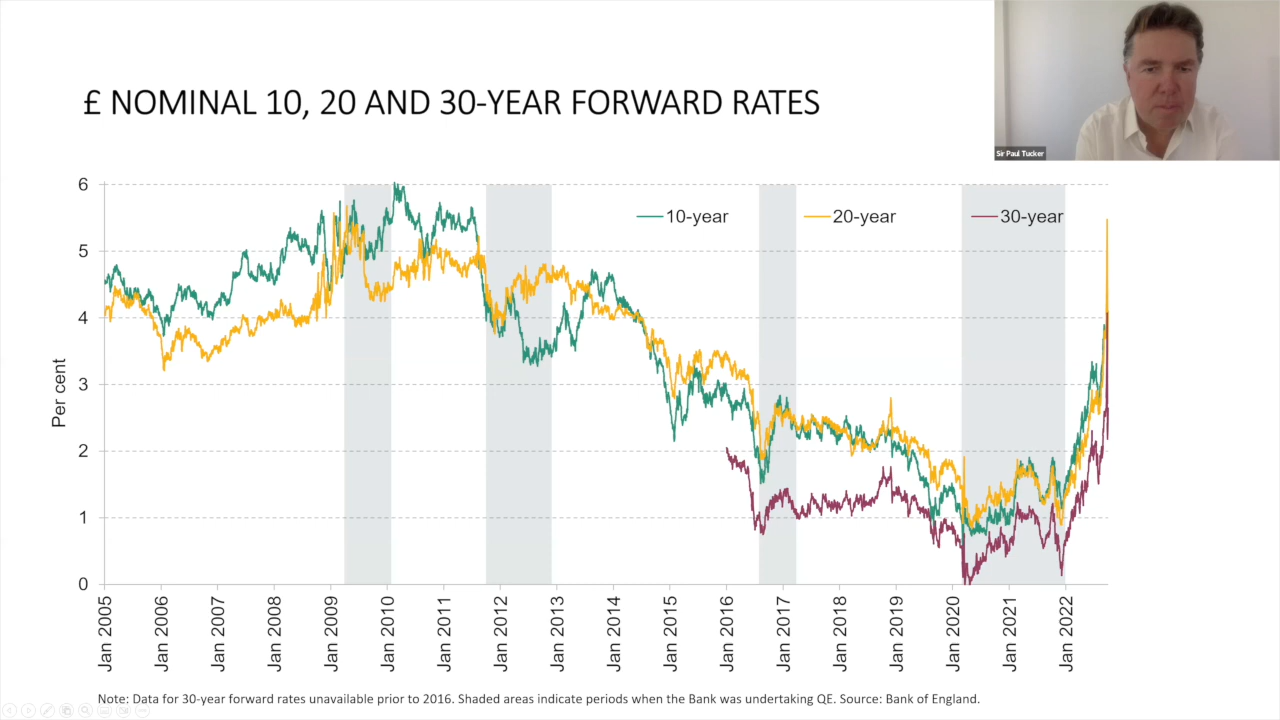 Sir Paul Tucker
£ NOMINAL 10, 20 AND 30-YEAR FORWARD RATES
10-year
20-year
30-year
Per cent
6
5
4
3
2
1
0
Jan 2005
Jan 2006
Jan 2007
Jan 2008
Jan 2009
Jan 2010
Jan 2011
Jan 2012
Jan 2013
Jan 2014
Jan 2015
Jan 2016
Jan 2017
Jan 2018
Jan 2019
Jan 2020
Jan 2021
Jan 2022
Note: Data for 30-year forward rates unavailable prior to 2016. Shaded areas indicate periods when the Bank was undertaking QE. Source: Bank of England.